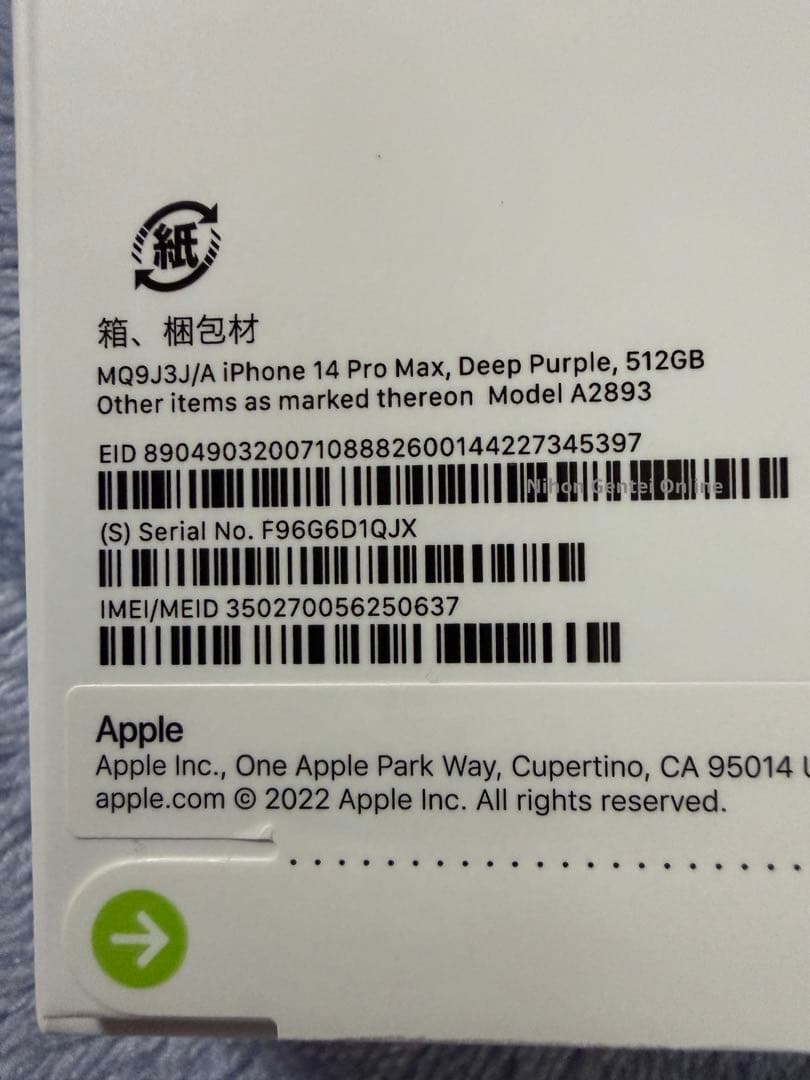 紙
箱、梱包材
MQ9J3J/A iPhone 14 Pro Max, Deep Purple, 512GB
Other items as marked thereon Model A2893
EID 89049032007108882600144227345397
Nihon Gentei Online
(S) Serial No. F96G6D1QJX
IMEI/MEID 350270056250637
Apple
Apple Inc., One Apple Park Way, Cupertino, CA 95014 U
apple.com © 2022 Apple Inc. All rights reserved.